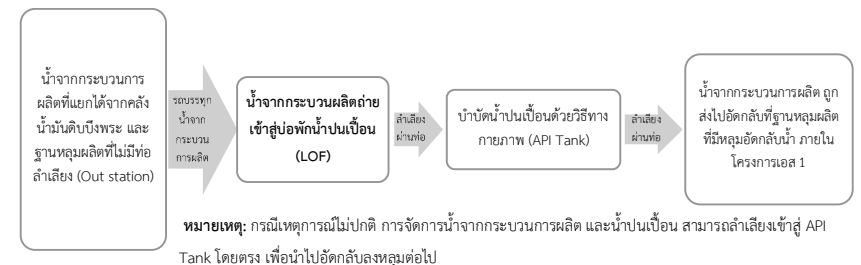 น้ำจากกระบวนการ
ผลิตที่แยกได้จากคลัง
น้ำมันดิบบึงพระ และ
ฐานหลุมผลิตที่ไม่มีท่อ
ลำเลียง (Out station)
รถบรรทุก
น้ำจาก
กระบวน
การผลิต
น้ำจากกระบวนผลิตถ่าย
เข้าสู่บ่อพักน้ำปนเปื้อน
(LOF)
ลำเลียง
ผ่านท่อ
บำบัดน้ำปนเปื้อนด้วยวิธีทาง
กายภาพ (API Tank)
ลำเลียง
ผ่านท่อ
น้ำจากกระบวนการผลิต ถูก
ส่งไปอัดกลับที่ฐานหลุมผลิต
ที่มีหลุมอัดกลับน้ำ ภายใน
โครงการเอส 1
หมายเหตุ: กรณีเหตุการณ์ไม่ปกติ การจัดการน้ำจากกระบวนการผลิต และน้ำปนเปื้อน สามารถลำเลียงเข้าสู่ API
Tank โดยตรง เพื่อนำไปอัดกลับลงหลุมต่อไป